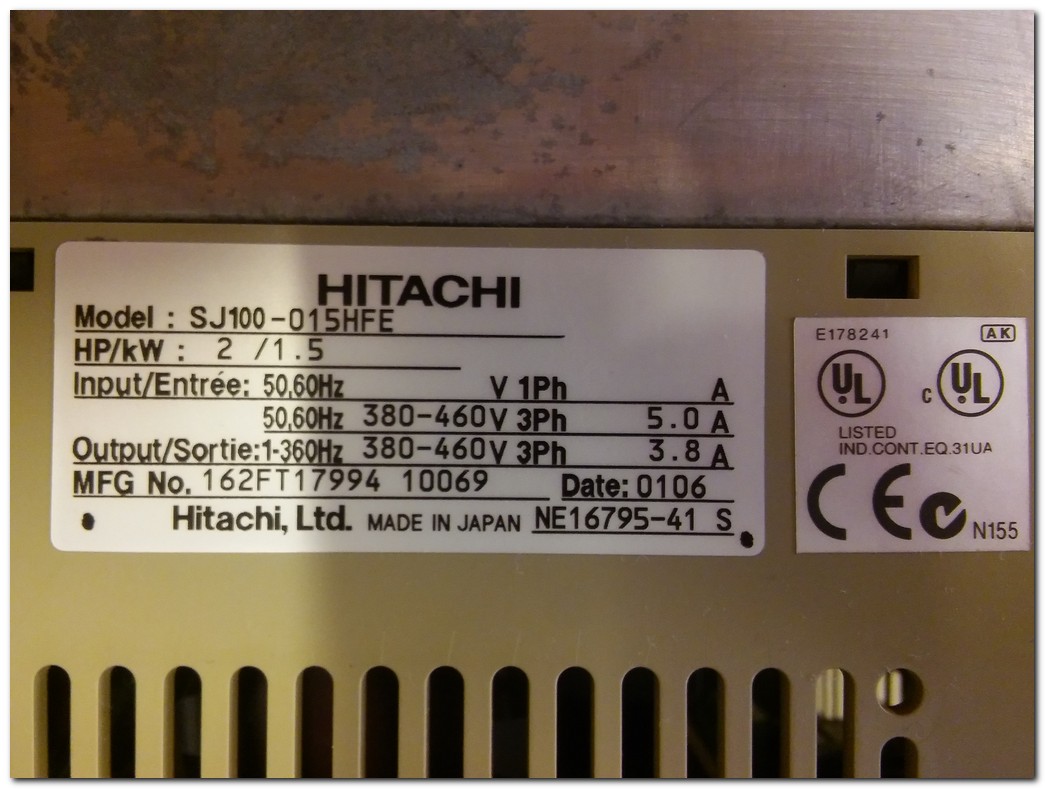 HITACHI
Model : SJ100-015HFE
HP/kW : 2 /1.5
Input/Entrée: 50,60Hz V 1Ph A
50,60Hz 380-460V 3Ph 5.0 A
Output/Sortie:1-360Hz 380-460V 3Ph 3.8 A
MFG No. 162FT17994 10069 Date: 0106
Hitachi, Ltd. MADE IN JAPAN NE16795-41 S
E178241 AK
UL c UL
LISTED
IND.CONT.EQ.31UA
CE N155